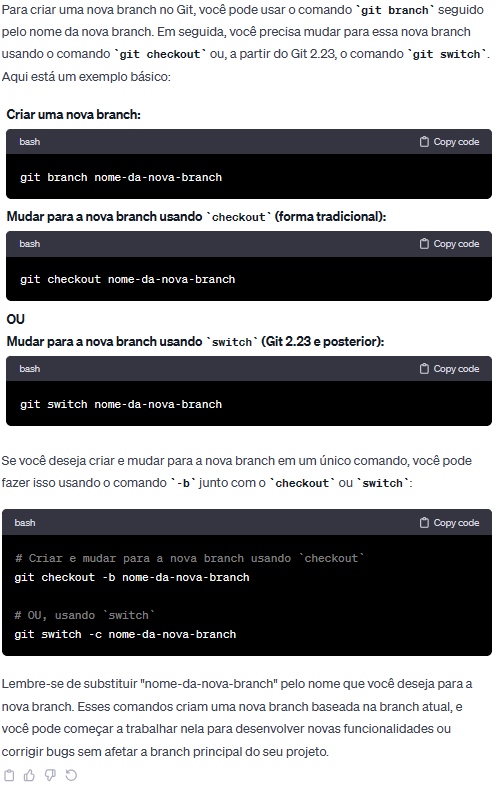 Para criar uma nova branch no Git, você pode usar o comando `git branch` seguido
pelo nome da nova branch. Em seguida, você precisa mudar para essa nova branch
usando o comando `git checkout` ou, a partir do Git 2.23, o comando `git switch`.
Aqui está um exemplo básico:
Criar uma nova branch:
bash Copy code
git branch nome-da-nova-branch
Mudar para a nova branch usando `checkout` (forma tradicional):
bash Copy code
git checkout nome-da-nova-branch
OU
Mudar para a nova branch usando `switch` (Git 2.23 e posterior):
bash Copy code
git switch nome-da-nova-branch
Se você deseja criar e mudar para a nova branch em um único comando, você pode
fazer isso usando o comando `-b` junto com o `checkout` ou `switch`:
bash Copy code
# Criar e mudar para a nova branch usando `checkout`
git checkout -b nome-da-nova-branch
# OU, usando `switch`
git switch -c nome-da-nova-branch
Lembre-se de substituir "nome-da-nova-branch" pelo nome que você deseja para a
nova branch. Esses comandos criam uma nova branch baseada na branch atual, e
você pode começar a trabalhar nela para desenvolver novas funcionalidades ou
corrigir bugs sem afetar a branch principal do seu projeto.